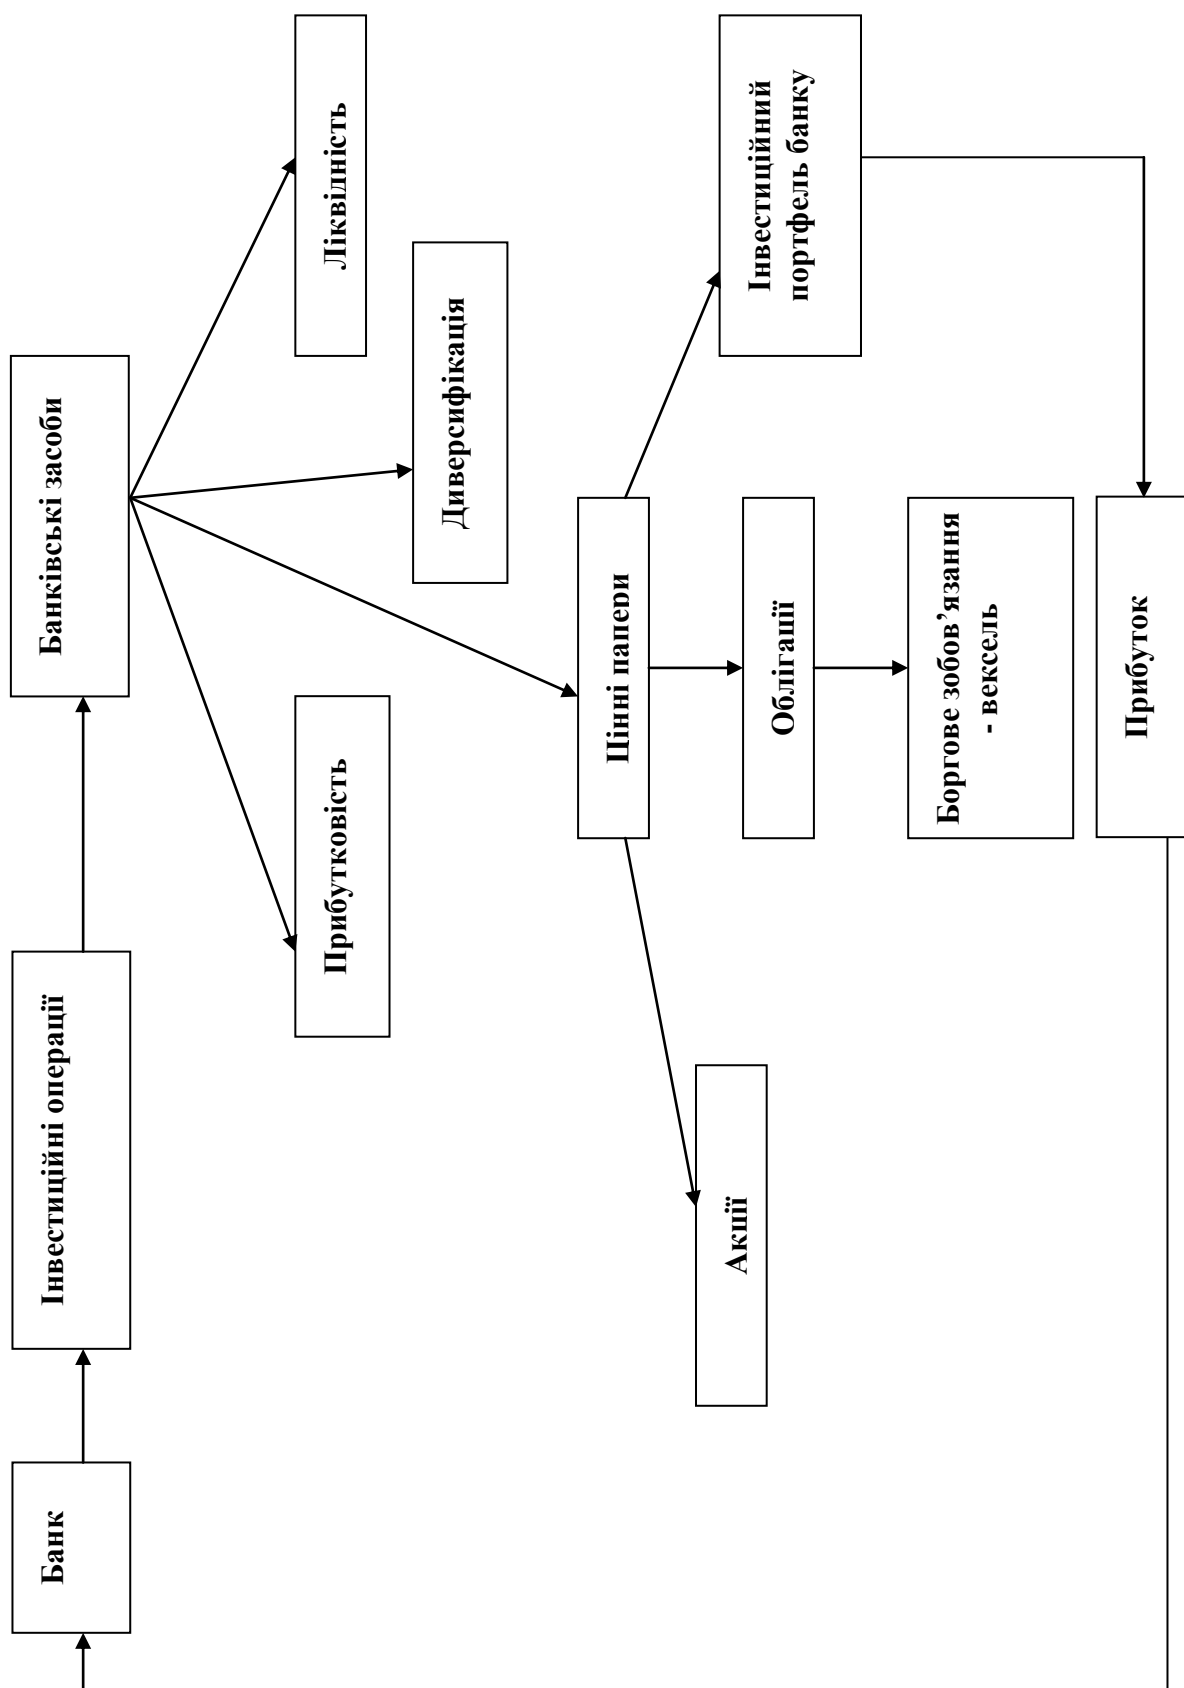 Банк
Інвестиційні операції
Банківські засоби
Прибутковість
Ліквідність
Диверсифікація
Цінні папери
Акції
Облігації
Інвестиційний
портфель банку
Боргове зобов’язання
- вексель
Прибуток